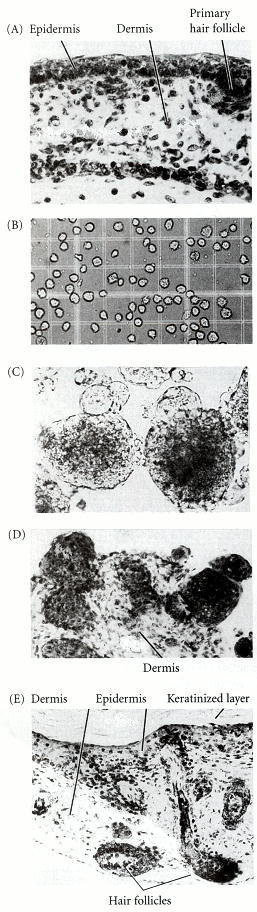 Primary
(A) Epidermis Dermis hair follicle
(B)
(C)
(D)
Dermis
(E) Dermis Epidermis Keratinized layer
Hair follicles